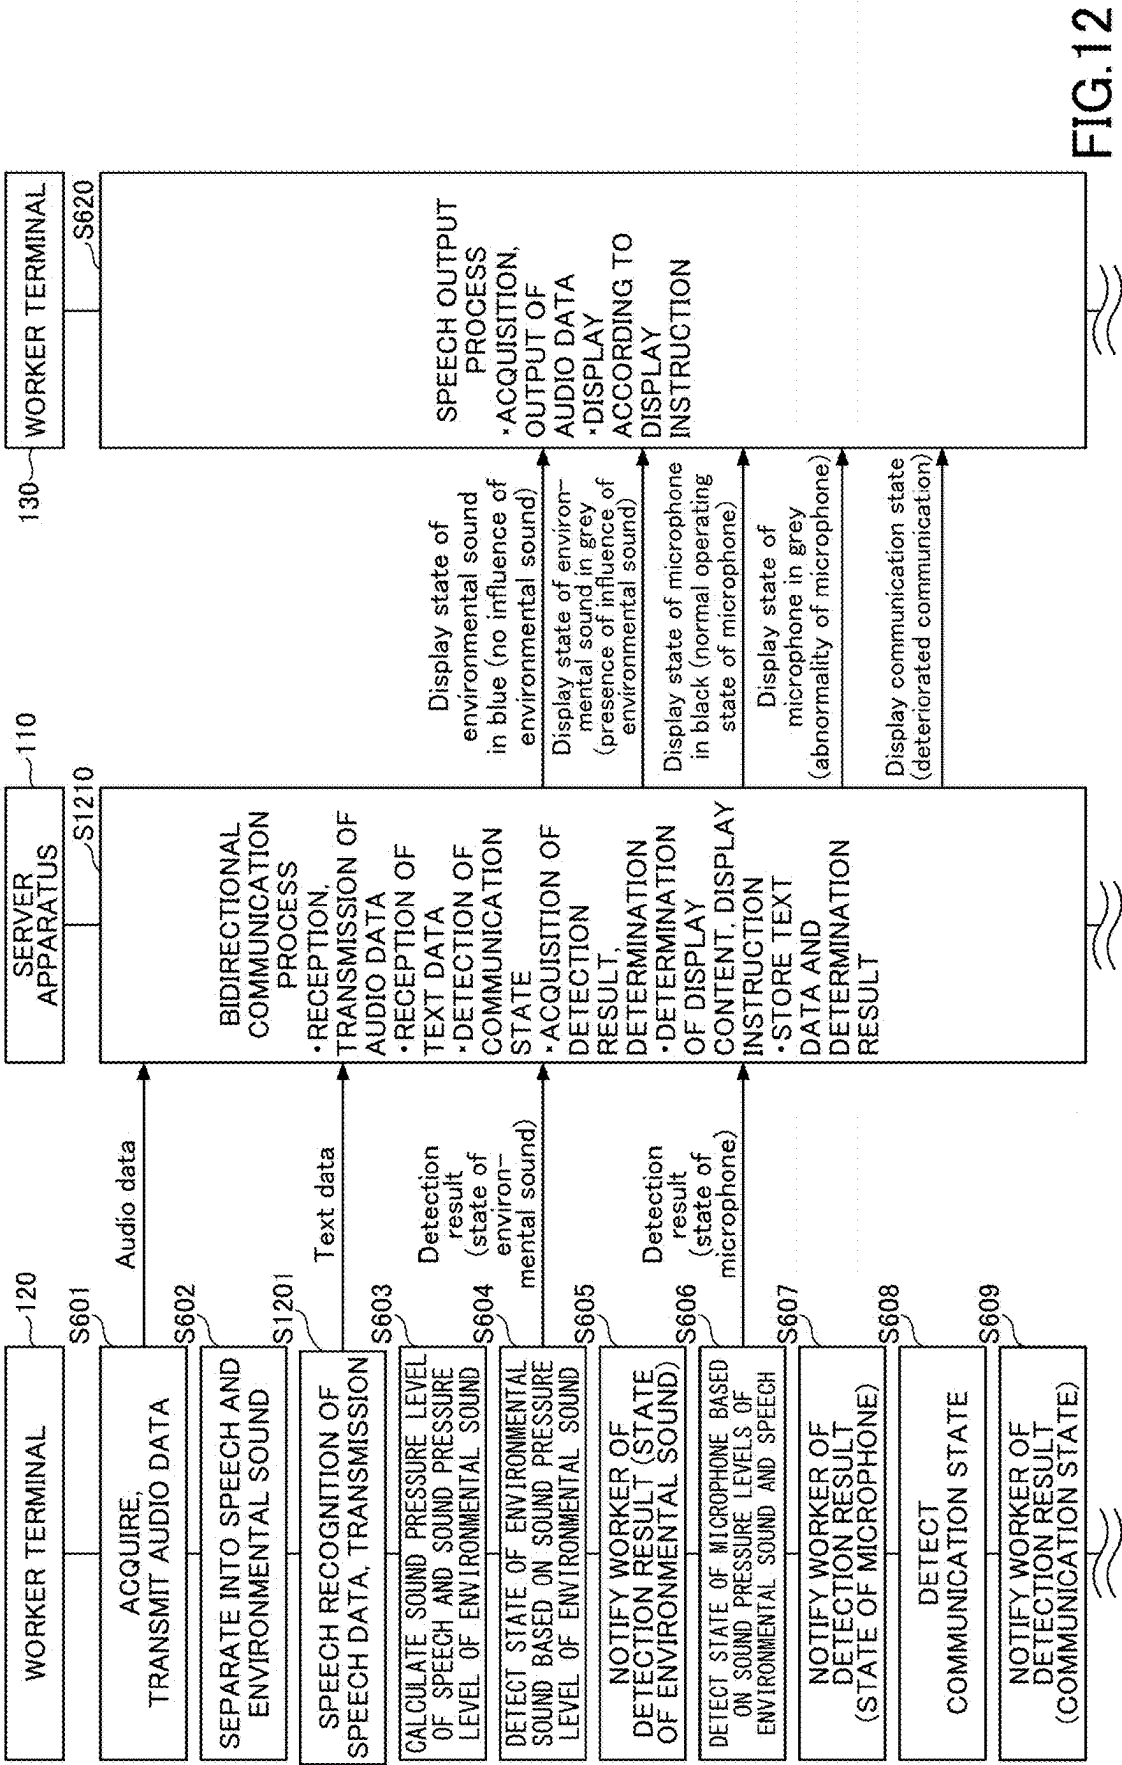 WORKER TERMINAL
120
SERVER
APPARATUS
110
130
WORKER TERMINAL
S601
ACQUIRE,
TRANSMIT AUDIO DATA
Audio data
S602
SEPARATE INTO SPEECH AND
ENVIRONMENTAL SOUND
S1201
SPEECH RECOGNITION OF
SPEECH DATA, TRANSMISSION
Text data
S603
CALCULATE SOUND PRESSURE LEVEL
OF SPEECH AND SOUND PRESSURE
LEVEL OF ENVIRONMENTAL SOUND
S604
DETECT STATE OF ENVIRONMENTAL
SOUND BASED ON SOUND PRESSURE
LEVEL OF ENVIRONMENTAL SOUND
Detection
result
(state of
environ-
mental sound)
S605
NOTIFY WORKER OF
DETECTION RESULT (STATE
OF ENVIRONMENTAL SOUND)
S606
DETECT STATE OF MICROPHONE BASED
ON SOUND PRESSURE LEVELS OF
ENVIRONMENTAL SOUND AND SPEECH
Detection
result
(state of
microphone)
S607
NOTIFY WORKER OF
DETECTION RESULT
(STATE OF MICROPHONE)
S608
DETECT
COMMUNICATION STATE
S609
NOTIFY WORKER OF
DETECTION RESULT
(COMMUNICATION STATE)
S1210
BIDIRECTIONAL
COMMUNICATION
PROCESS
・RECEPTION,
TRANSMISSION OF
AUDIO DATA
・RECEPTION OF
TEXT DATA
・DETECTION OF
COMMUNICATION
STATE
・ACQUISITION OF
DETECTION
RESULT,
DETERMINATION
・DETERMINATION
OF DISPLAY
CONTENT, DISPLAY
INSTRUCTION
・STORE TEXT
DATA AND
DETERMINATION
RESULT
Display state of
environmental sound
in blue (no influence of
environmental sound)
Display state of environ-
mental sound in grey
(presence of influence of
environmental sound)
Display state of microphone
in black (normal operating
state of microphone)
Display state of
microphone in grey
(abnormality of microphone)
Display communication state
(deteriorated communication)
S620
SPEECH OUTPUT
PROCESS
・ACQUISITION,
OUTPUT OF
AUDIO DATA
・DISPLAY
ACCORDING TO
DISPLAY
INSTRUCTION
FIG.12